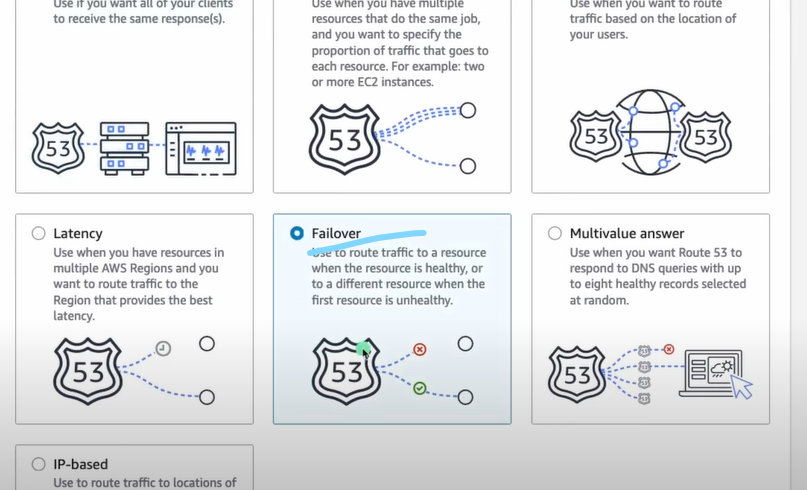 Use if you want all of your clients
to receive the same response(s).
Use when you have multiple
resources that do the same job,
and you want to specify the
proportion of traffic that goes to
each resource. For example: two
or more EC2 instances.
Use when you want to route
traffic based on the location of
your users.
53
53
53
53
Latency
Use when you have resources in
multiple AWS Regions and you
want to route traffic to the
Region that provides the best
latency.
53
Failover
Use to route traffic to a resource
when the resource is healthy, or
to a different resource when the
first resource is unhealthy.
53
Multivalue answer
Use when you want Route 53 to
respond to DNS queries with up
to eight healthy records selected
at random.
53
IP-based
Use to route traffic to locations of